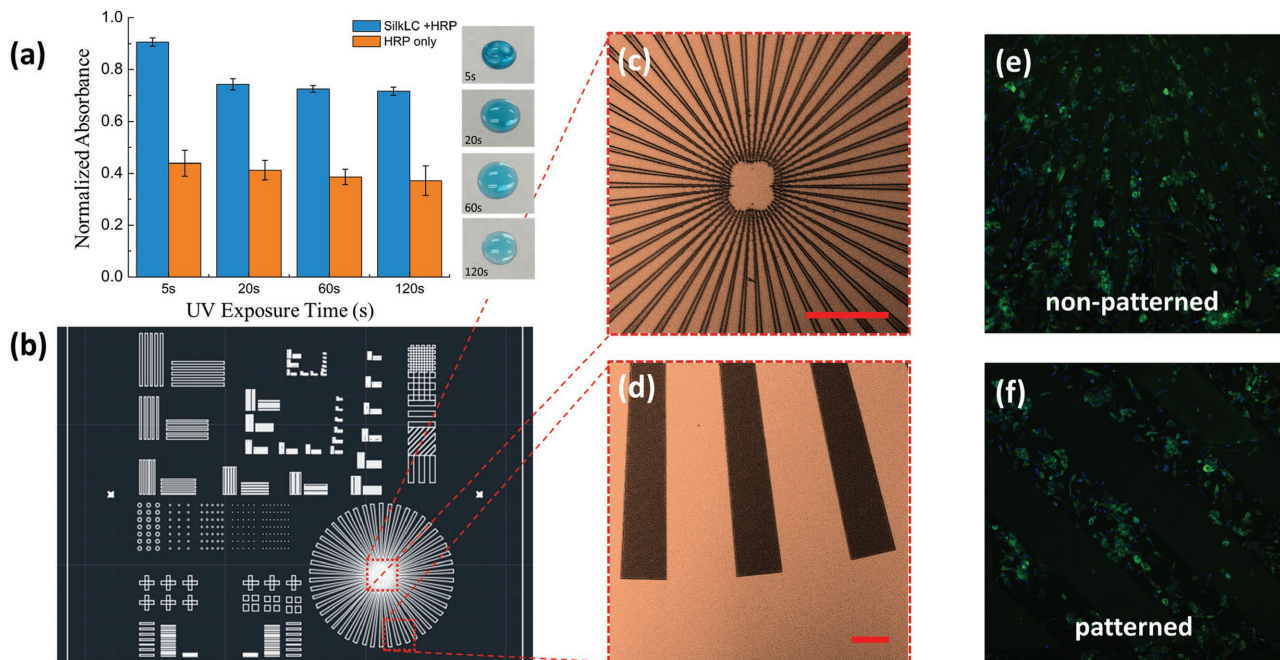 (a)
1.0
0.8
0.6
0.4
0.2
0.0
Normalized Absorbance
SilkLC +HRP
HRP only
5s
20s
60s
120s
UV Exposure Time (s)
5s
20s
60s
120s
(b)
(c)
(d)
(e)
non-patterned
(f)
patterned